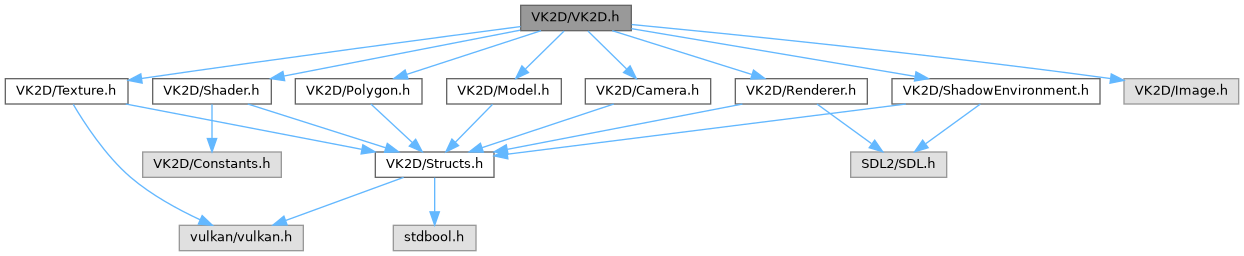 VK2D/VK2D.h
VK2D/Texture.h
VK2D/Shader.h
VK2D/Polygon.h
VK2D/Model.h
VK2D/Camera.h
VK2D/Renderer.h
VK2D/ShadowEnvironment.h
VK2D/Image.h
VK2D/Constants.h
VK2D/Structs.h
SDL2/SDL.h
vulkan/vulkan.h
stdbool.h